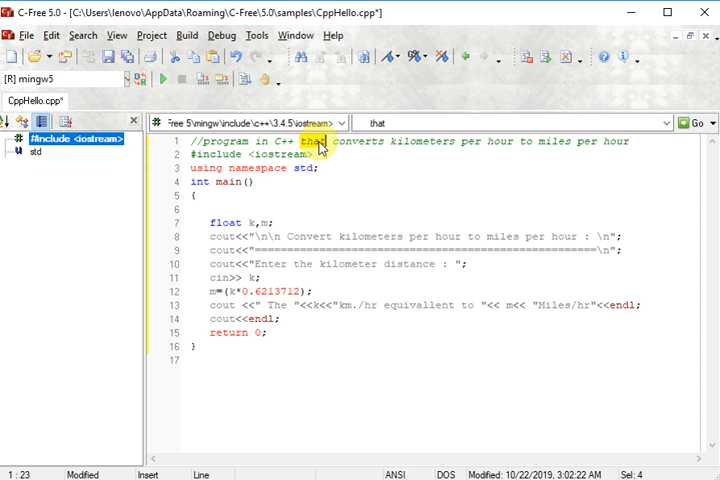 C-Free 5.0 - [C:\Users\lenovo\AppData\Roaming\C-Free\5.0\samples\CppHello.cpp*]
File Edit Search View Project Build Debug Tools Window Help
[R] mingw5
CppHello.cpp*
Free 5\mingw\include\c++\3.4.5\iostream> that Go
#include <iostream>
std
1 //program in C++ that converts kilometers per hour to miles per hour
2 #include <iostream>
3 using namespace std;
4 int main()
5 {
6
7 float k,m;
8 cout<<"\n\n Convert kilometers per hour to miles per hour : \n";
9 cout<<"====================================================\n";
10 cout<<"Enter the kilometer distance : ";
11 cin>> k;
12 m=(k*0.6213712);
13 cout <<" The "<<k<<"km./hr equivallent to "<< m<< "Miles/hr"<<endl;
14 cout<<endl;
15 return 0;
16 }
17
1 : 23 Modified Insert Line ANSI DOS Modified: 10/22/2019, 3:02:22 AM Sel: 4